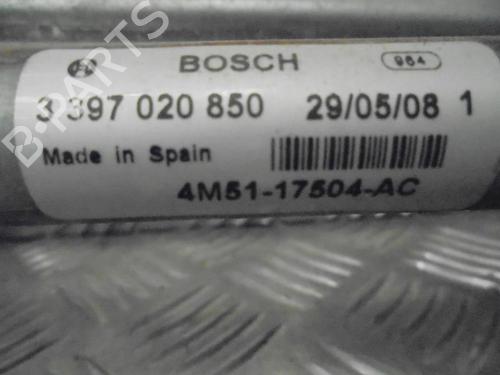 B-PARTS
BOSCH 964
3 397 020 850 29/05/08 1
Made in Spain
4M51-17504-AC